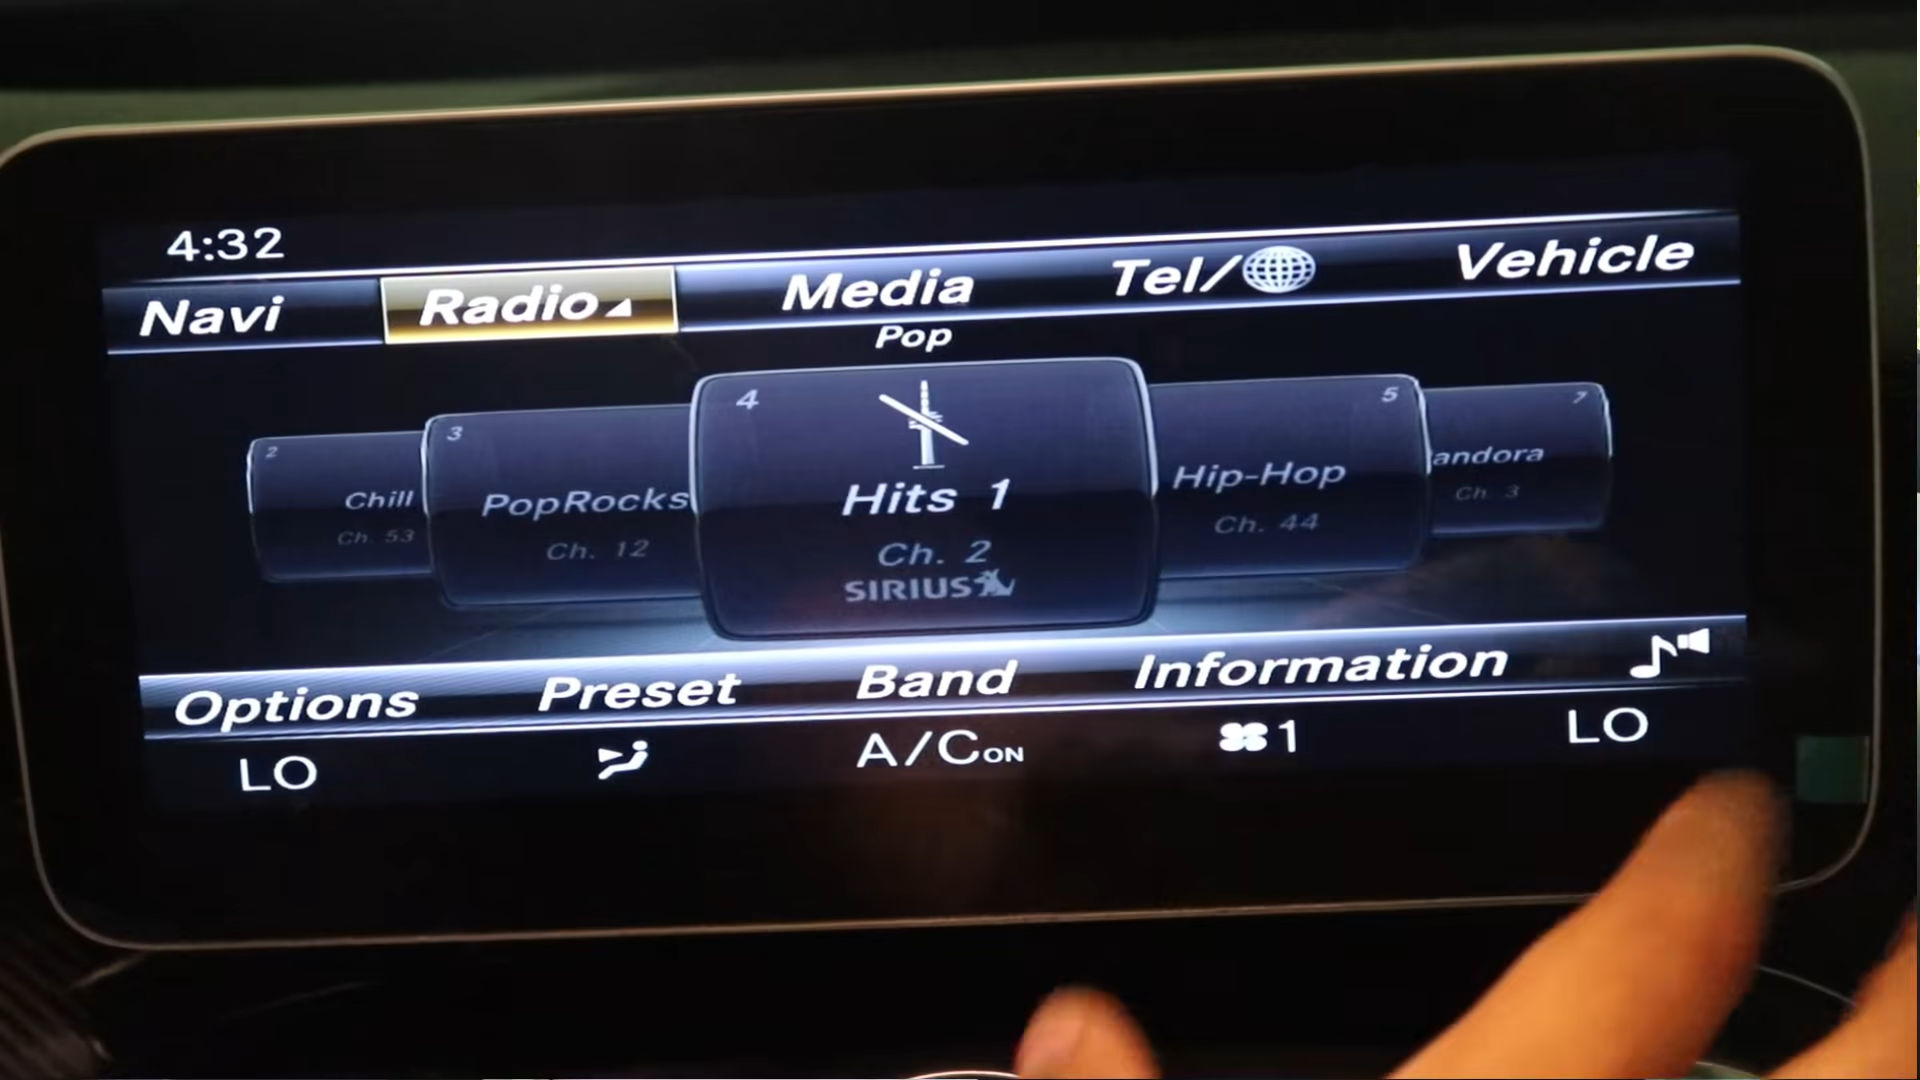 4:32
Navi Radio Media Tel/ Vehicle
Pop
2 3 4 5 7
Chill PopRocks Hits 1 Hip-Hop andora
Ch. 53 Ch. 12 Ch. 2 Ch. 44 Ch. 3
SIRIUS
Options Preset Band Information
LO A/C ON 1 LO